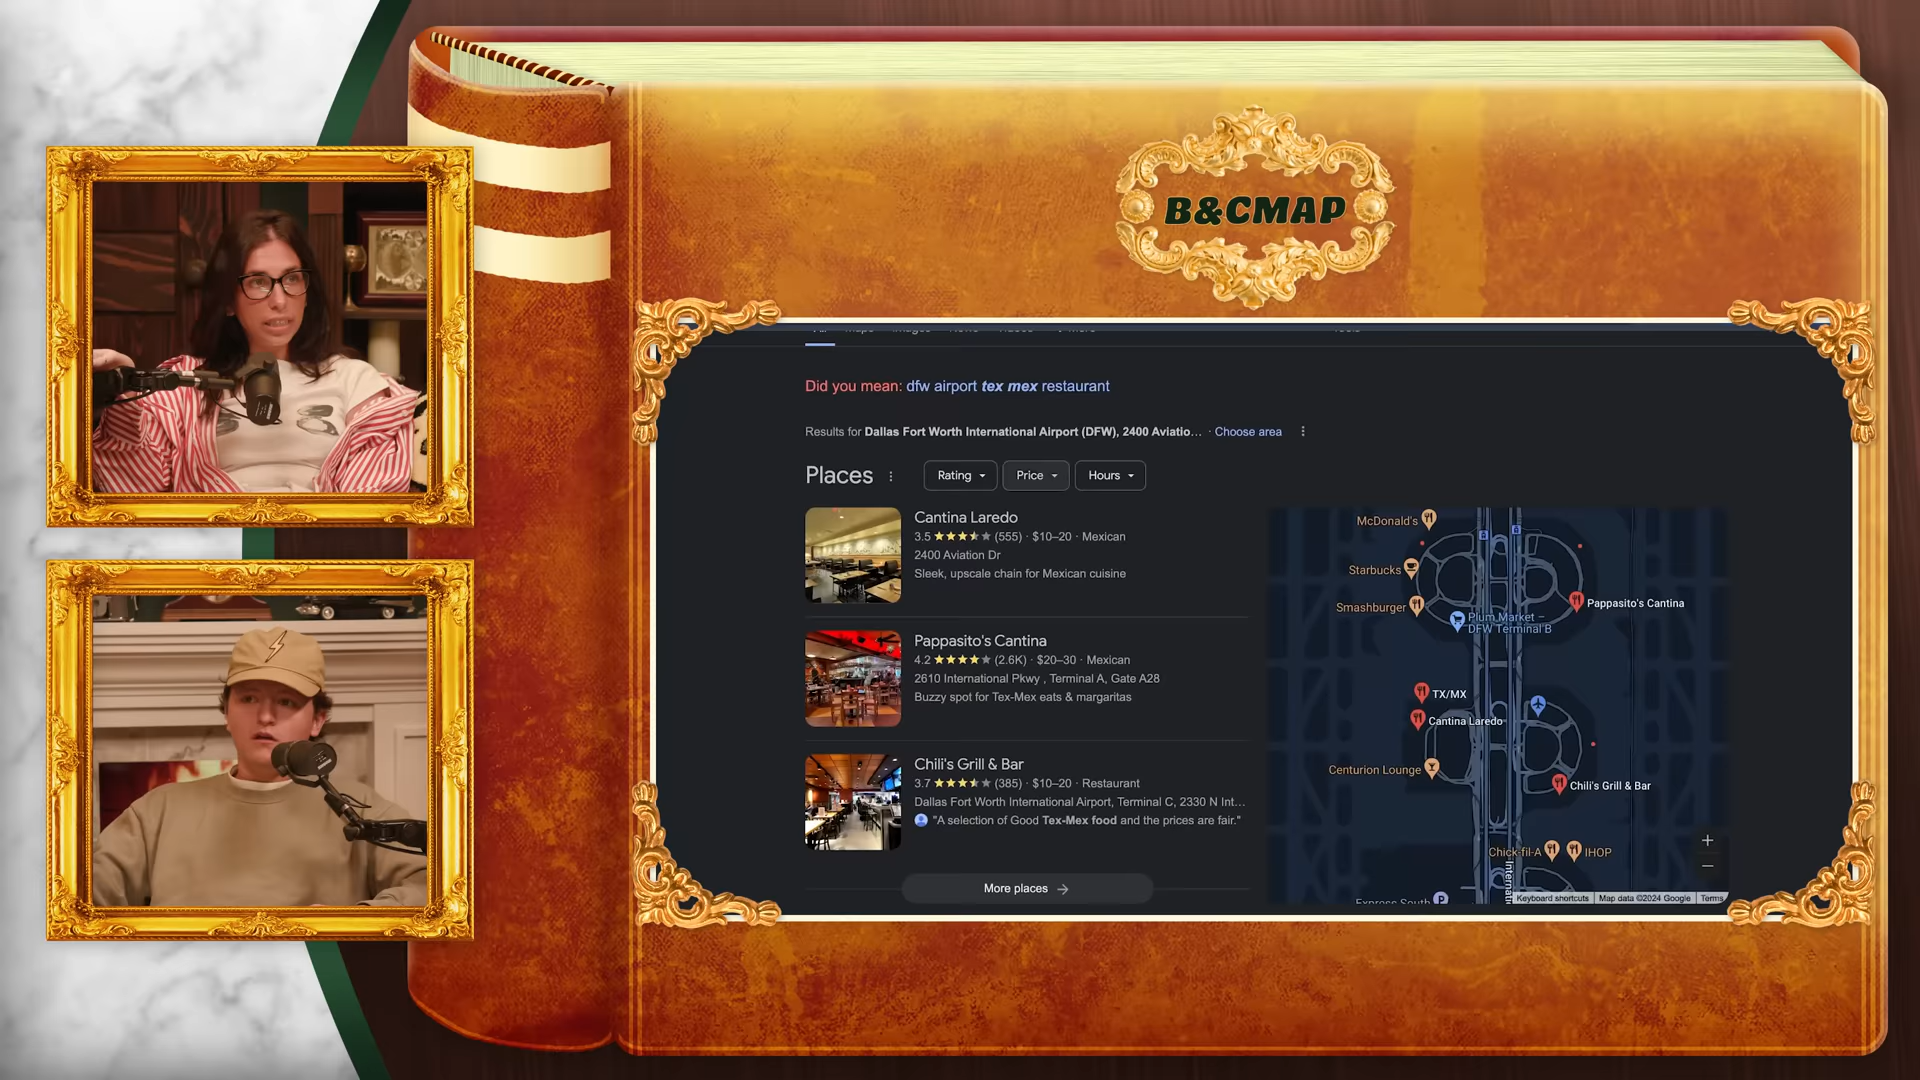 B&CMAP
Did you mean: dfw airport tex mex restaurant
Results for Dallas Fort Worth International Airport (DFW), 2400 Aviatio... · Choose area
Places
Rating
Price
Hours
Cantina Laredo
3.5 (555) · $10–20 · Mexican
2400 Aviation Dr
Sleek, upscale chain for Mexican cuisine
Pappasito's Cantina
4.2 (2.6K) · $20–30 · Mexican
2610 International Pkwy , Terminal A, Gate A28
Buzzy spot for Tex-Mex eats & margaritas
Chili's Grill & Bar
3.7 (385) · $10–20 · Restaurant
Dallas Fort Worth International Airport, Terminal C, 2330 N Int...
"A selection of Good Tex-Mex food and the prices are fair."
More places
McDonald's
Starbucks
Smashburger
Pappasito's Cantina
Plum Market –
DFW Terminal B
TX/MX
Cantina Laredo
Centurion Lounge
Chili's Grill & Bar
Chick-fil-A
IHOP
Express South
P
Keyboard shortcuts
Map data ©2024 Google
Terms